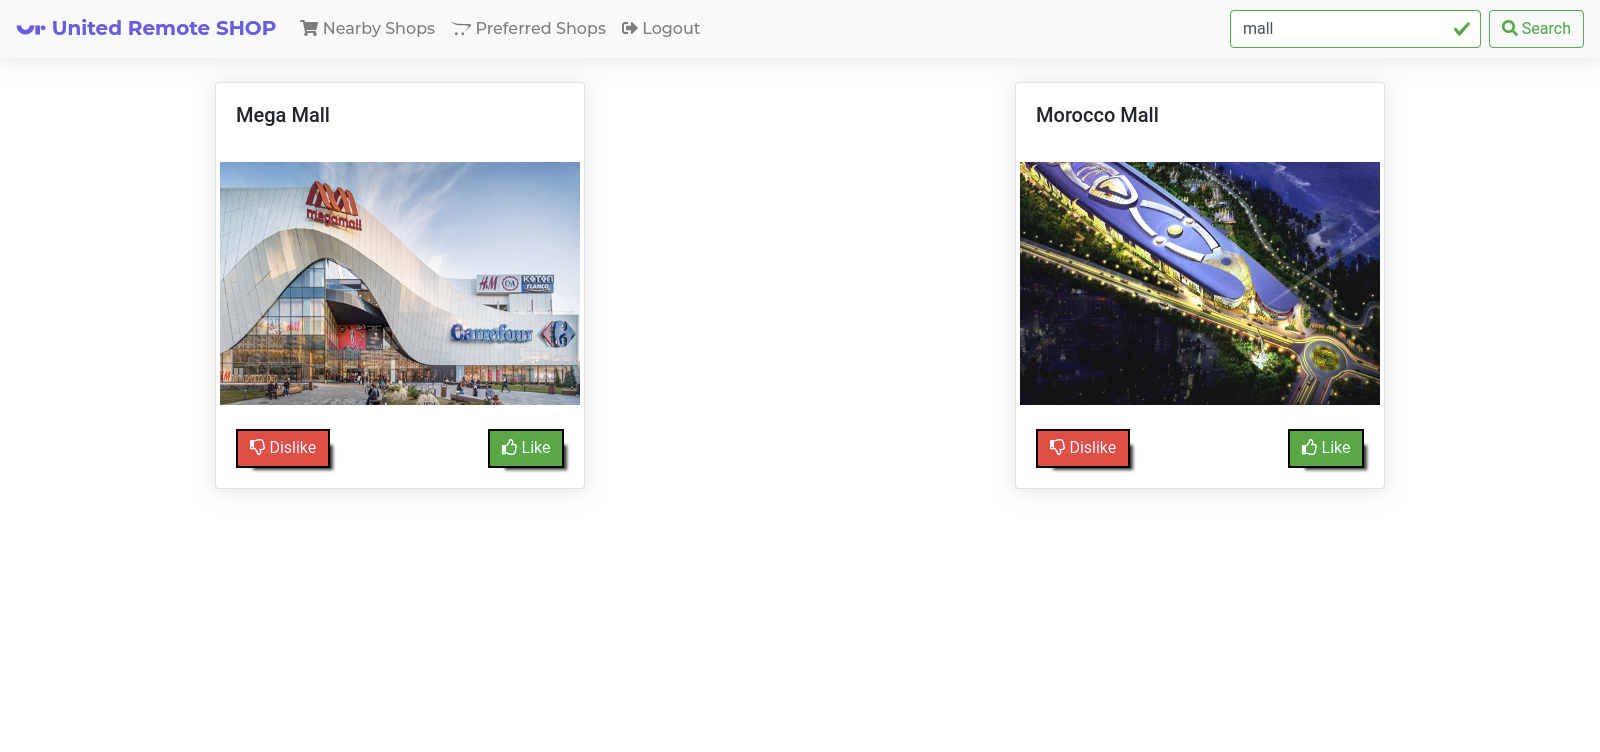 United Remote SHOP Nearby Shops Preferred Shops Logout mall Search
Mega Mall
Morocco Mall
megamall
H&M C&A KOTON
FLANCO
Carrefour
Dislike Like
Dislike Like